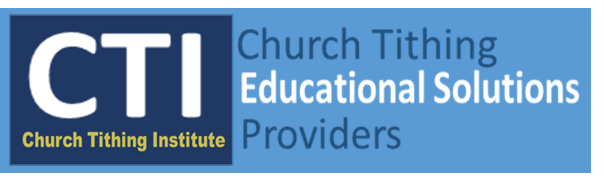 CTI
Church Tithing Institute
Church Tithing
Educational Solutions
Providers